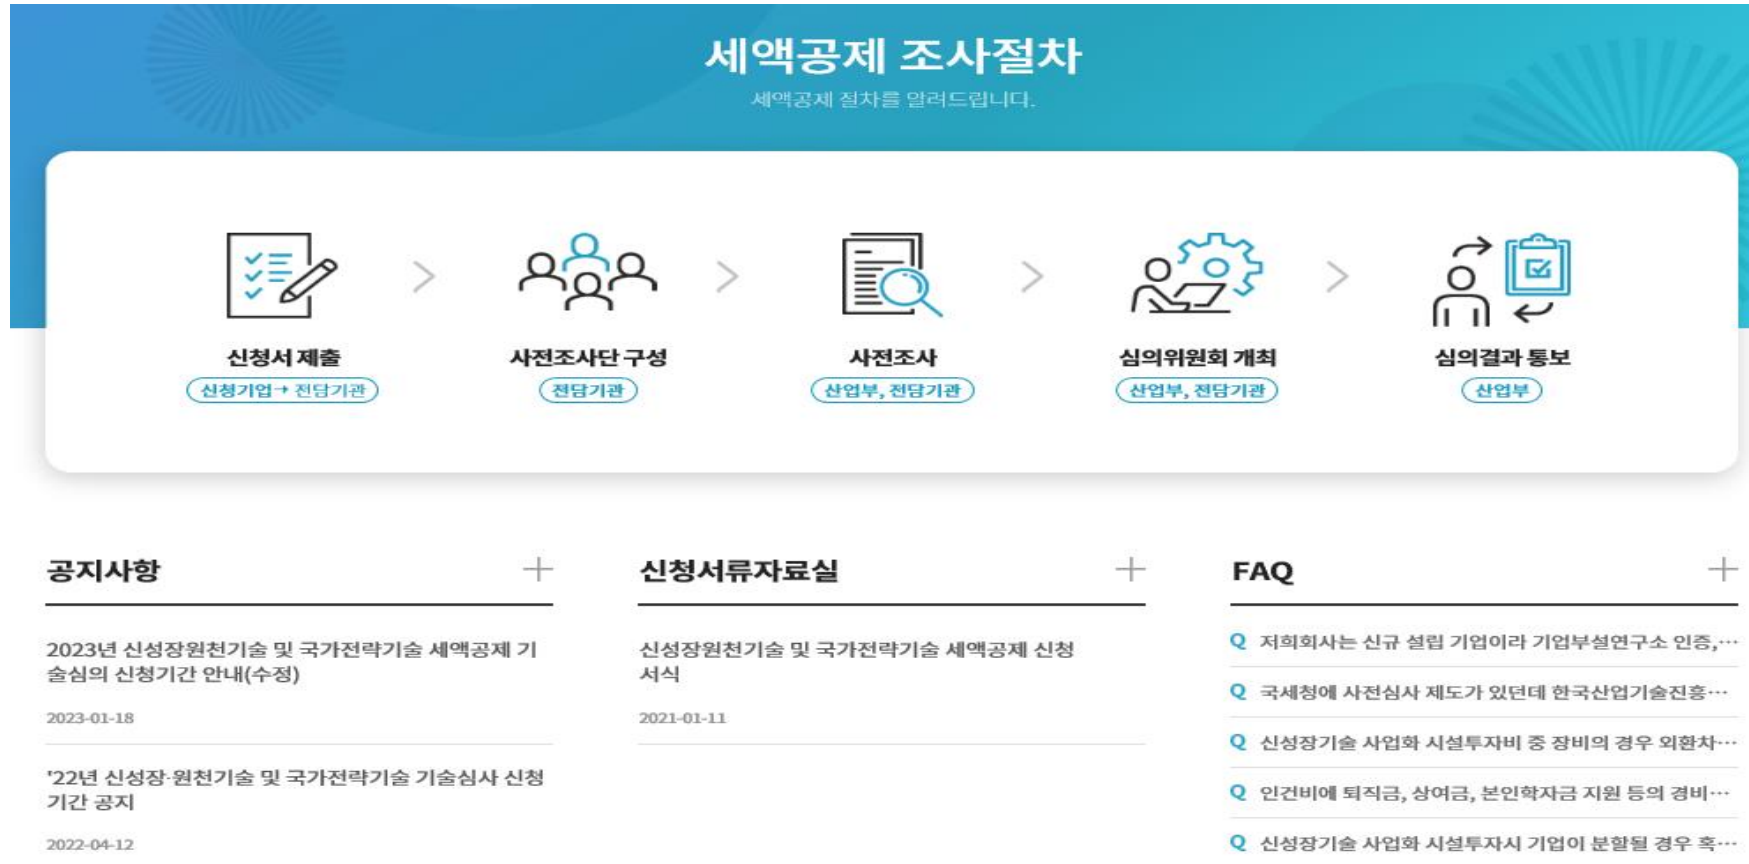 세액공제 조사절차
세액공제 절차를 알려드립니다.
신청서 제출
신청기업→ 전담기관
사전조사단 구성
전담기관
사전조사
산업부, 전담기관
심의위원회 개최
산업부, 전담기관
심의결과 통보
산업부
공지사항
2023년 신성장원천기술 및 국가전략기술 세액공제 기
술심의 신청기간 안내(수정)
2023-01-18
'22년 신성장·원천기술 및 국가전략기술 기술심사 신청
기간 공지
2022-04-12
신청서류자료실
신성장원천기술 및 국가전략기술 세액공제 신청
서식
2021-01-11
FAQ
Q 저희회사는 신규 설립 기업이라 기업부설연구소 인증,…
Q 국세청에 사전심사 제도가 있던데 한국산업기술진흥…
Q 신성장기술 사업화 시설투자비 중 장비의 경우 외환차…
Q 인건비에 퇴직금, 상여금, 본인학자금 지원 등의 경비…
Q 신성장기술 사업화 시설투자시 기업이 분할될 경우 혹…